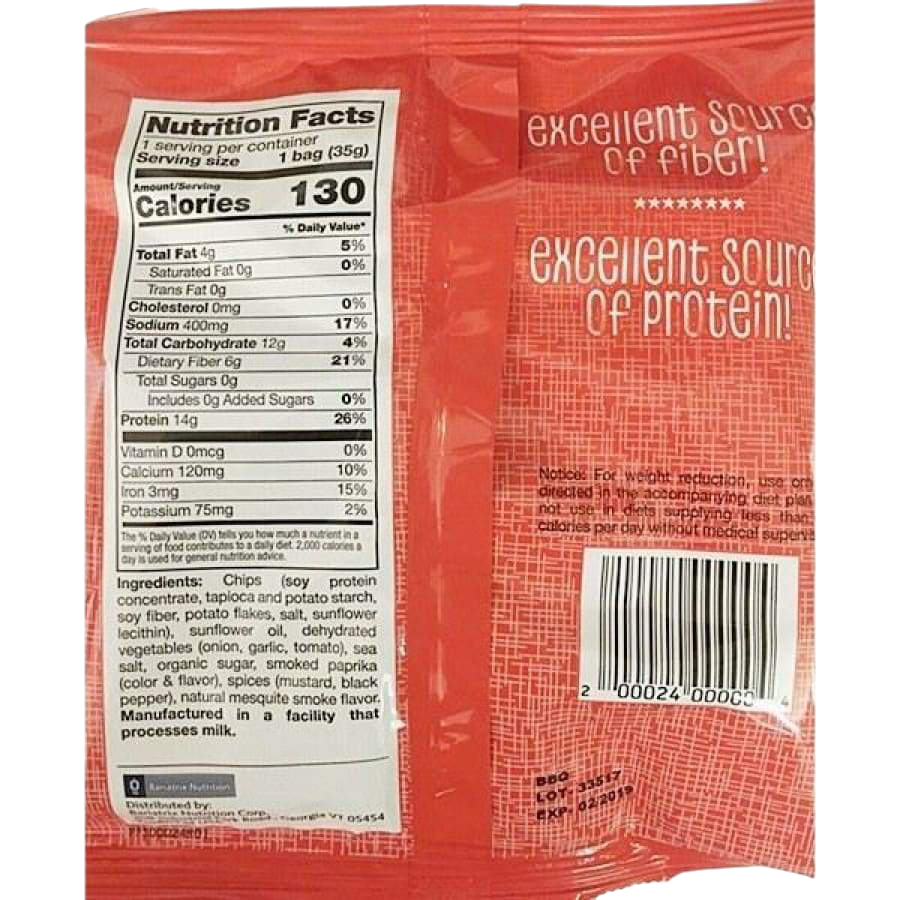 Nutrition Facts
1 serving per container
Serving size 1 bag (35g)
Amount/Serving
Calories 130
% Daily Value*
Total Fat 4g 5%
Saturated Fat 0g 0%
Trans Fat 0g
Cholesterol 0mg 0%
Sodium 400mg 17%
Total Carbohydrate 12g 4%
Dietary Fiber 6g 21%
Total Sugars 0g
Includes 0g Added Sugars 0%
Protein 14g 26%
Vitamin D 0mcg 0%
Calcium 120mg 10%
Iron 3mg 15%
Potassium 75mg 2%
The % Daily Value (DV) tells you how much a nutrient in a
serving of food contributes to a daily diet. 2,000 calories a
day is used for general nutrition advice.
Ingredients: Chips (soy protein
concentrate, tapioca and potato starch,
soy fiber, potato flakes, salt, sunflower
lecithin), sunflower oil, dehydrated
vegetables (onion, garlic, tomato), sea
salt, organic sugar, smoked paprika
(color & flavor), spices (mustard, black
pepper), natural mesquite smoke flavor.
Manufactured in a facility that
processes milk.
Bariatrix Nutrition
Distributed by:
Bariatrix Nutrition Corp.
Georgia VT 05454
excellent sourc
of fiber!
********
excellent sourc
of protein!
Notice: For weight reduction, use only
directed in the accompanying diet plan
not use in diets supplying less than
calories per day without medical supervis
2 00024 4
BBQ
LOT- 33517
EXP- 02/2019